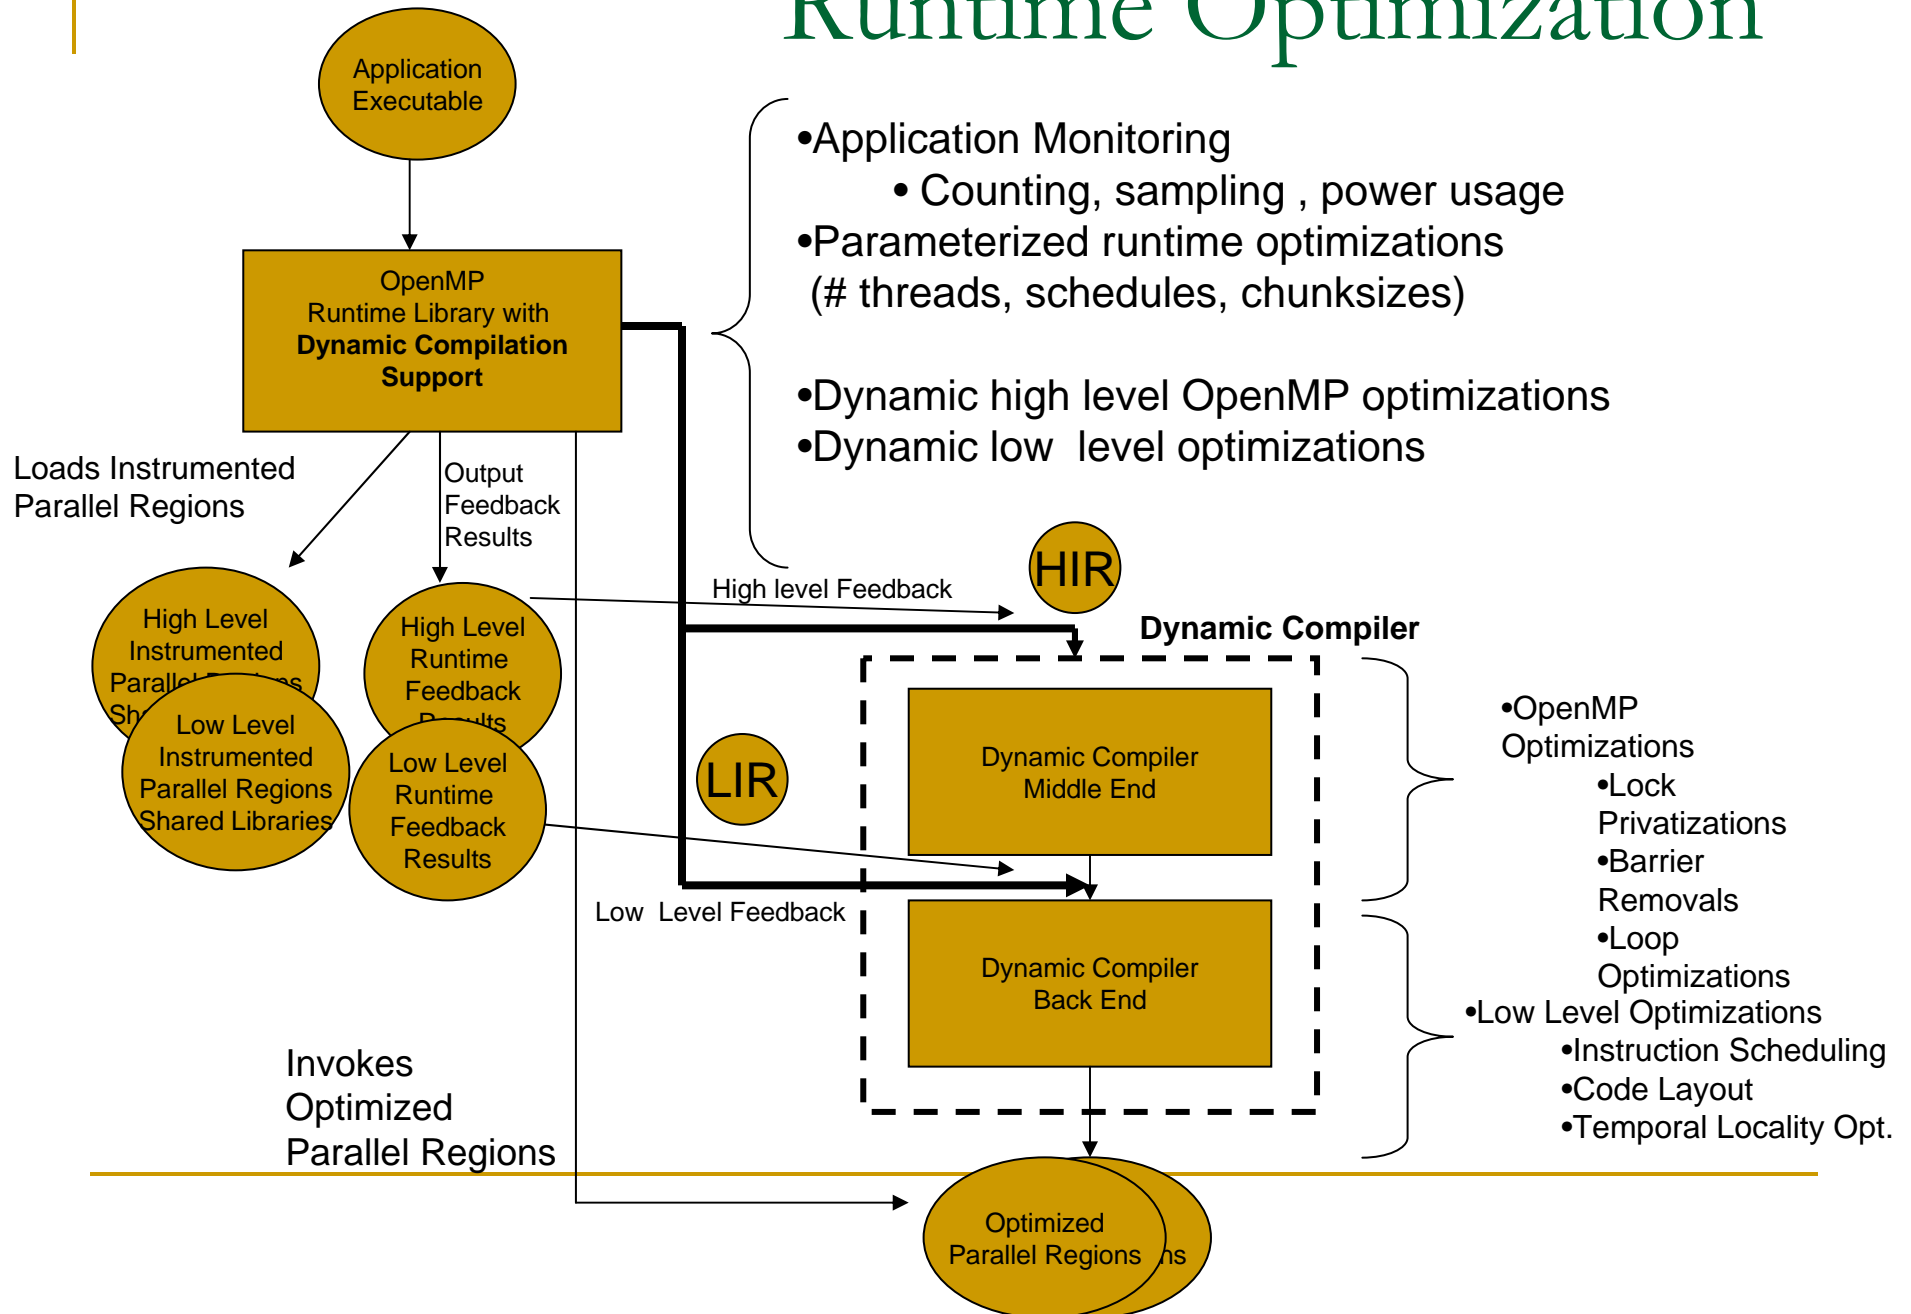 Runtime Optimization
Application
Executable
•Application Monitoring
• Counting, sampling , power usage
•Parameterized runtime optimizations
(# threads, schedules, chunksizes)
•Dynamic high level OpenMP optimizations
•Dynamic low level optimizations
OpenMP
Runtime Library with
Dynamic Compilation
Support
Loads Instrumented
Parallel Regions
Output
Feedback
Results
High level Feedback
HIR
Dynamic Compiler
High Level
Instrumented
Low Level
Instrumented
Parallel Regions
Shared Libraries
High Level
Runtime
Feedback
Results
Low Level
Runtime
Feedback
Results
LIR
Low Level Feedback
Dynamic Compiler
Middle End
Dynamic Compiler
Back End
•OpenMP
Optimizations
•Lock
Privatizations
•Barrier
Removals
•Loop
Optimizations
•Low Level Optimizations
•Instruction Scheduling
•Code Layout
•Temporal Locality Opt.
Invokes
Optimized
Parallel Regions
Optimized
Parallel Regions